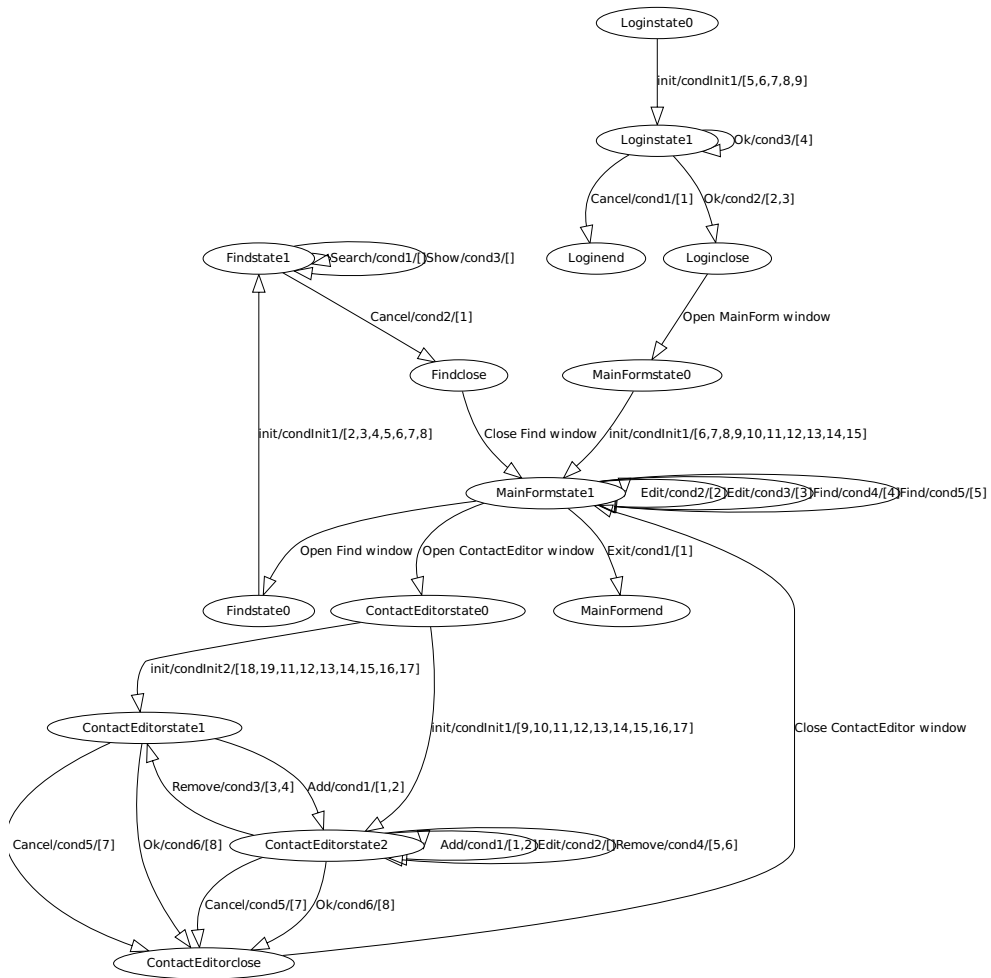 Loginstate0
init/condInit1/[5,6,7,8,9]
Loginstate1
Ok/cond3/[4]
Cancel/cond1/[1]
Ok/cond2/[2,3]
Findstate1
Search/cond1/[]
Show/cond3/[]
Loginend
Loginclose
Cancel/cond2/[1]
Open MainForm window
Findclose
MainFormstate0
init/condInit1/[2,3,4,5,6,7,8]
Close Find window
init/condInit1/[6,7,8,9,10,11,12,13,14,15]
MainFormstate1
Edit/cond2/[2]
Edit/cond3/[3]
Find/cond4/[4]
Find/cond5/[5]
Open Find window
Open ContactEditor window
Exit/cond1/[1]
Findstate0
ContactEditorstate0
MainFormend
init/condInit2/[18,19,11,12,13,14,15,16,17]
ContactEditorstate1
init/condInit1/[9,10,11,12,13,14,15,16,17]
Close ContactEditor window
Remove/cond3/[3,4]
Add/cond1/[1,2]
Cancel/cond5/[7]
Ok/cond6/[8]
ContactEditorstate2
Add/cond1/[1,2]
Edit/cond2/[]
Remove/cond4/[5,6]
Cancel/cond5/[7]
Ok/cond6/[8]
ContactEditorclose